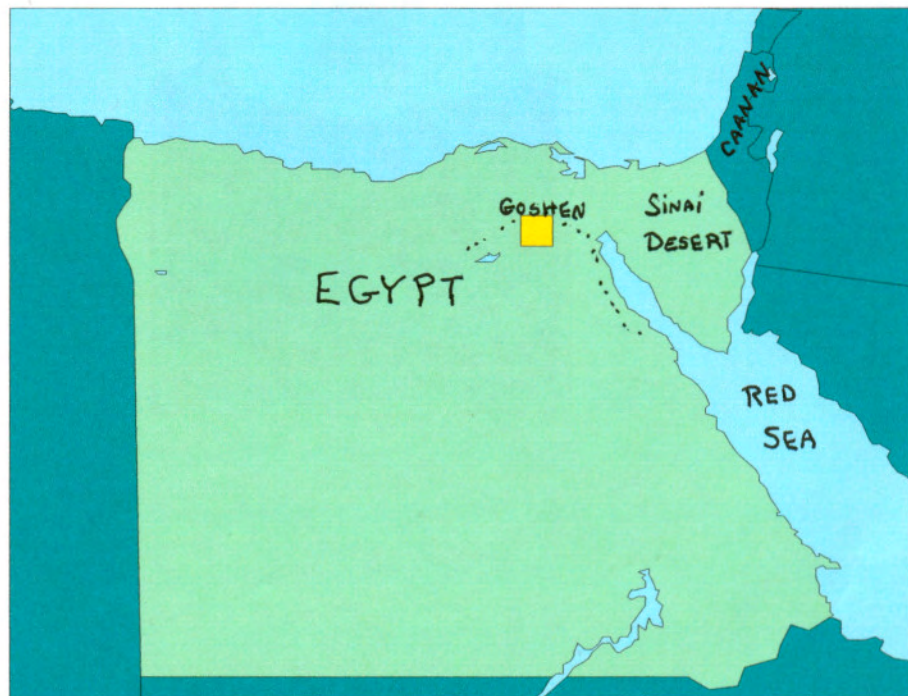 CAANAN
GOSHEN
SiNAi
DESERT
EGYPT
RED
SEA